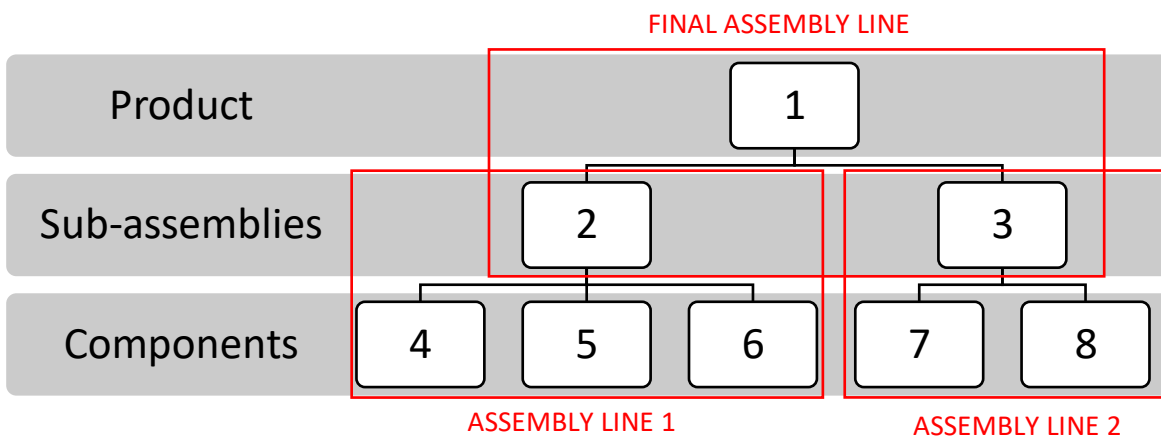 FINAL ASSEMBLY LINE
Product
1
Sub-assemblies
2
3
Components
4
5
6
7
8
ASSEMBLY LINE 1
ASSEMBLY LINE 2